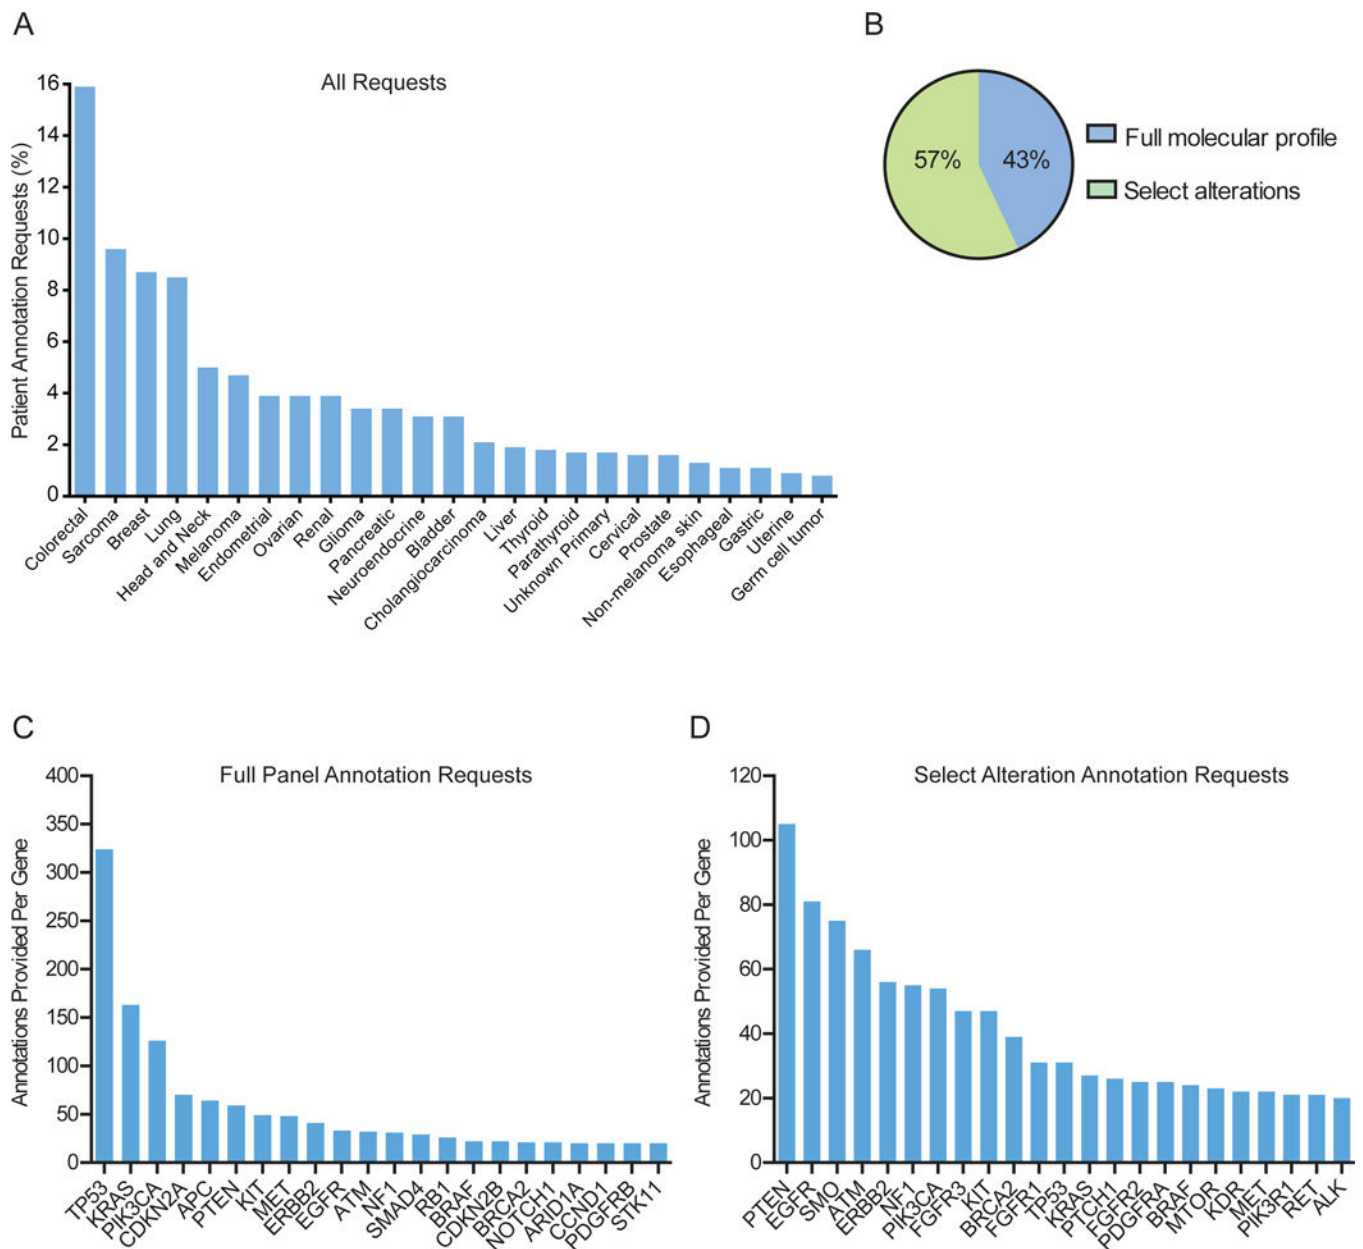 A
All Requests
Patient Annotation Requests (%)
16
14
12
10
8
6
4
2
0
Colorectal
Sarcoma
Breast
Lung
Head and Neck
Melanoma
Endometrial
Ovarian
Renal
Glioma
Pancreatic
Neuroendocrine
Bladder
Cholangiocarcinoma
Liver
Thyroid
Parathyroid
Unknown Primary
Cervical
Prostate
Non-melanoma skin
Esophageal
Gastric
Uterine
Germ cell tumor
B
57%
43%
Full molecular profile
Select alterations
C
Full Panel Annotation Requests
Annotations Provided Per Gene
400
350
300
250
200
150
100
50
0
TP53
KRAS
PIK3CA
CDKN2A
APC
PTEN
KIT
MET
ERBB2
EGFR
ATM
NF1
SMAD4
RB1
BRAF
CDKN2B
BRCA2
NOTCH1
ARID1A
CCND1
PDGFRB
STK11
D
Select Alteration Annotation Requests
Annotations Provided Per Gene
120
100
80
60
40
20
0
PTEN
EGFR
SMO
ATM
ERBB2
NF1
PIK3CA
FGFR3
KIT
BRCA2
FGFR1
TP53
KRAS
PTCH1
FGFR2
PDGFRA
BRAF
MTOR
KDR
MET
PIK3R1
RET
ALK